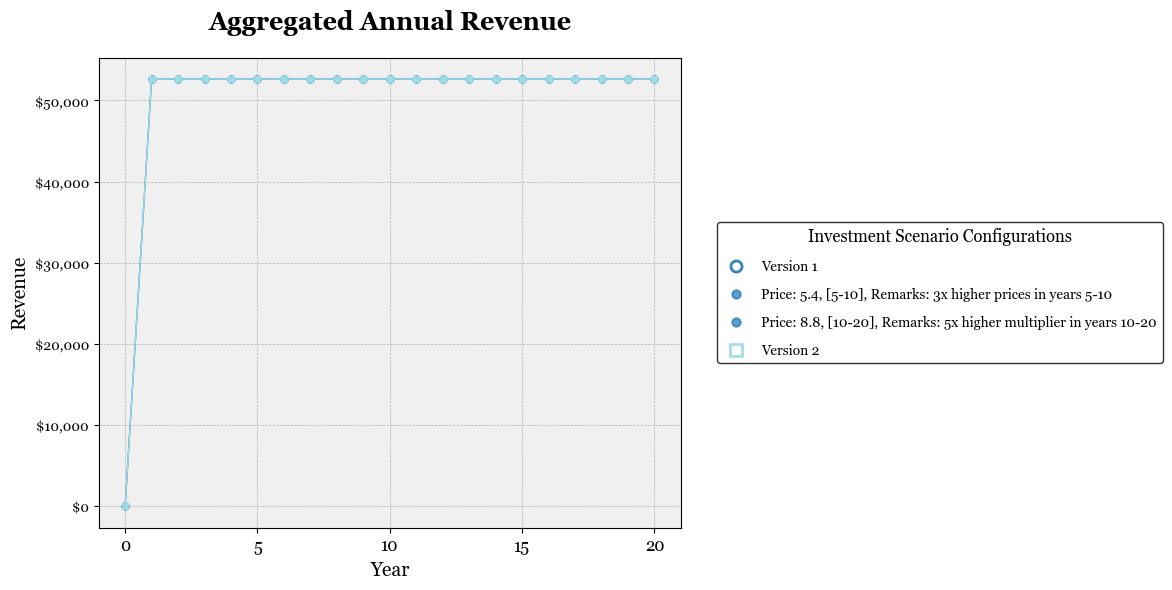 Aggregated Annual Revenue
Revenue
$50,000
$40,000
$30,000
$20,000
$10,000
$0
0 5 10 15 20
Year
Investment Scenario Configurations
Version 1
Price: 5.4, [5-10], Remarks: 3x higher prices in years 5-10
Price: 8.8, [10-20], Remarks: 5x higher multiplier in years 10-20
Version 2